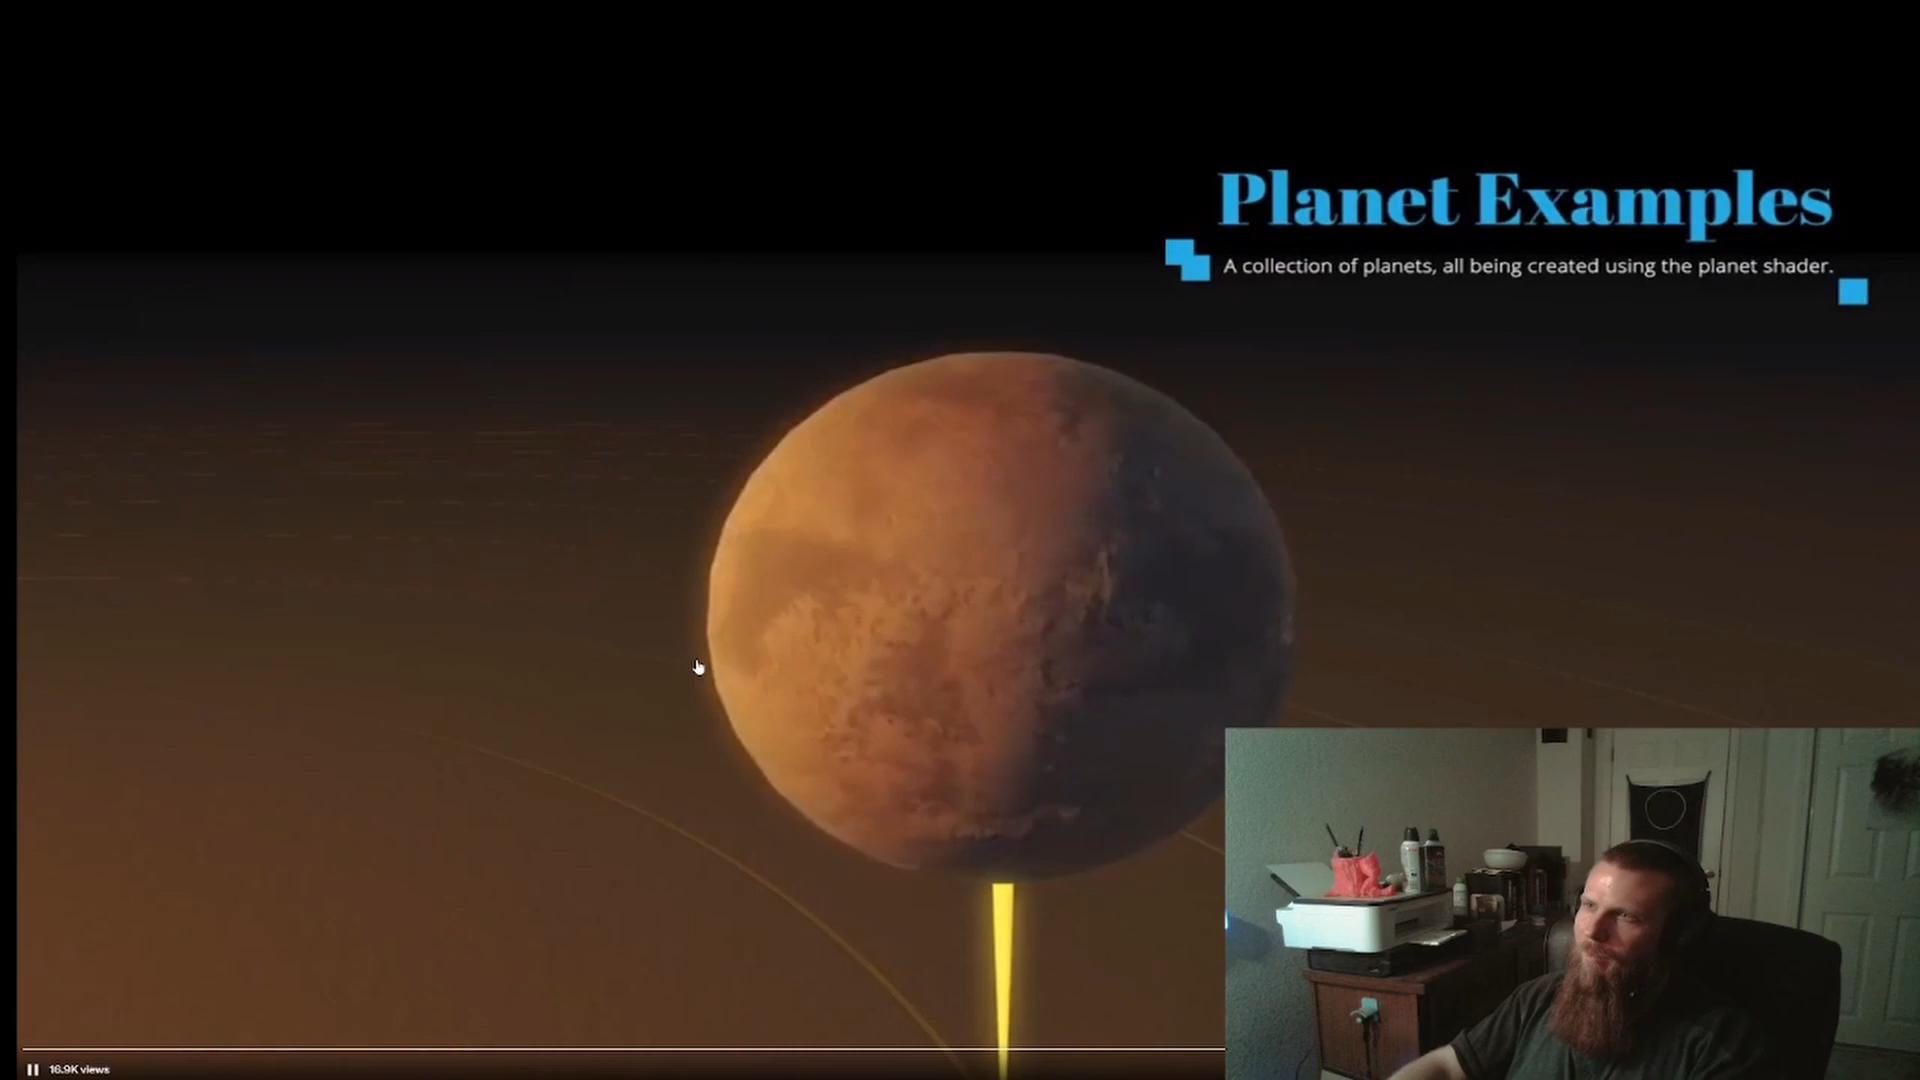 Planet Examples
A collection of planets, all being created using the planet shader.
16.9K views